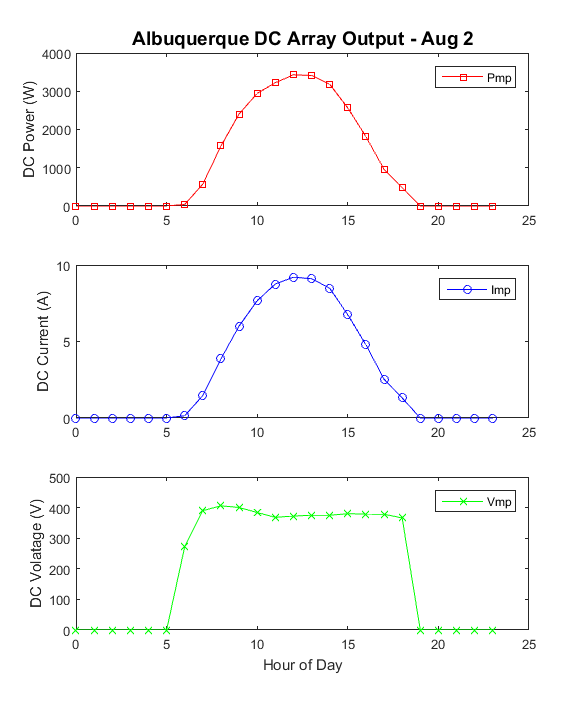 Albuquerque DC Array Output - Aug 2
4000
3000
2000
1000
0
DC Power (W)
Pmp
0 5 10 15 20 25
10
5
0
DC Current (A)
Imp
0 5 10 15 20 25
500
400
300
200
100
0
DC Volatage (V)
Vmp
0 5 10 15 20 25
Hour of Day